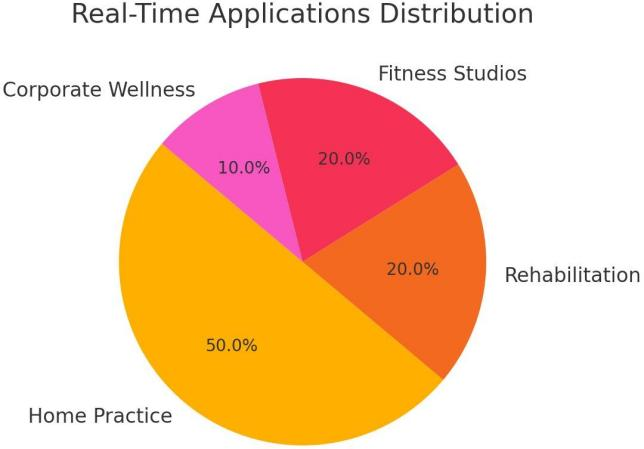 Real-Time Applications Distribution
Fitness Studios
Corporate Wellness
20.0%
10.0%
20.0%
Rehabilitation
50.0%
Home Practice